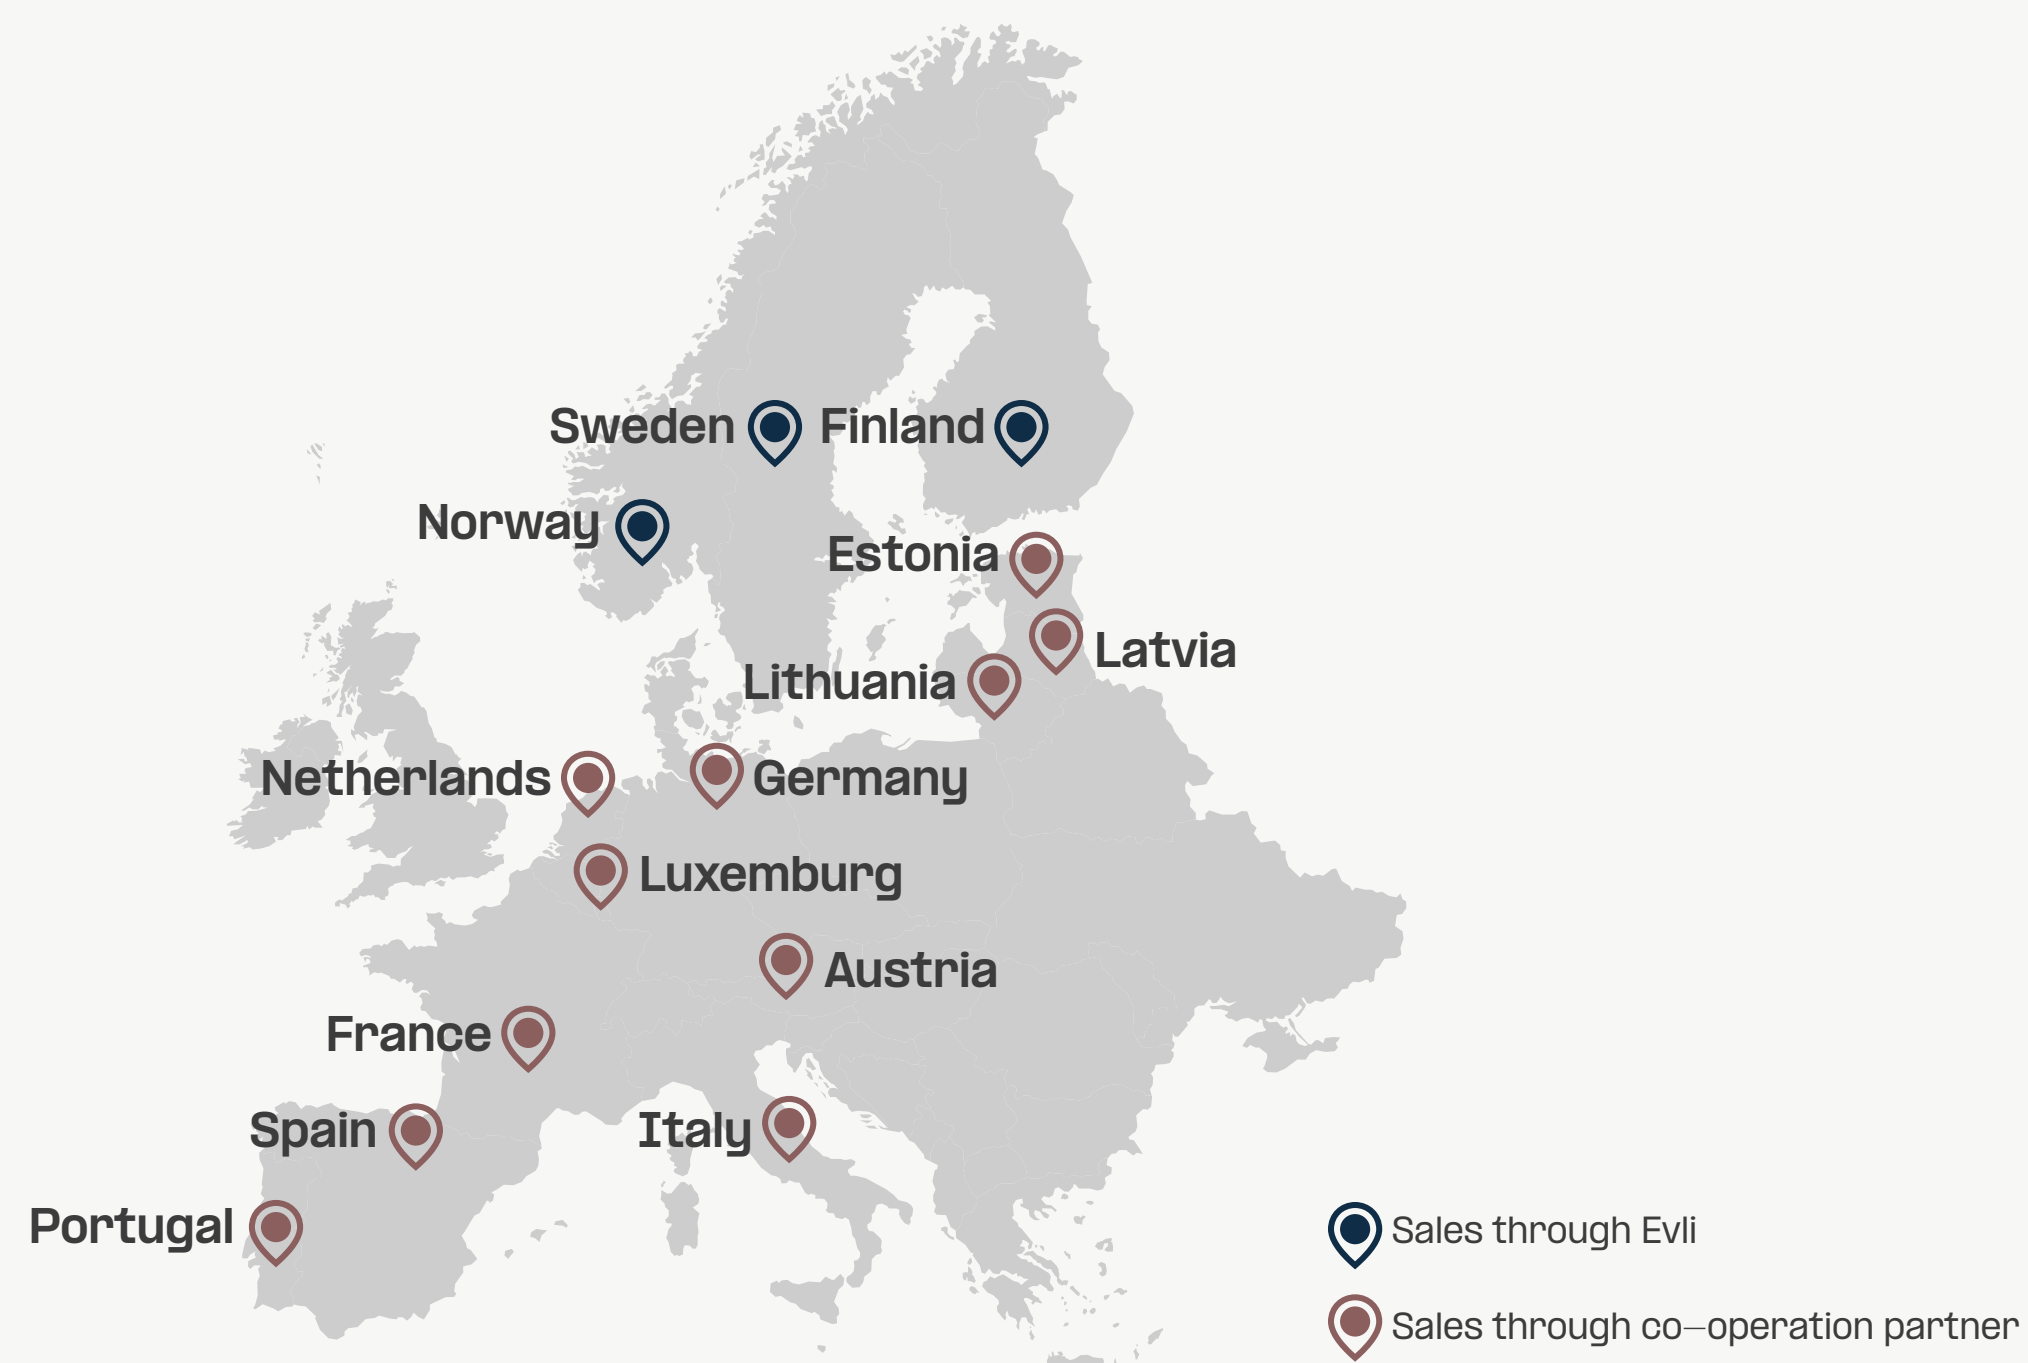 Sweden
Finland
Norway
Estonia
Latvia
Lithuania
Netherlands
Germany
Luxemburg
Austria
France
Spain
Italy
Portugal
Sales through Evli
Sales through co–operation partner